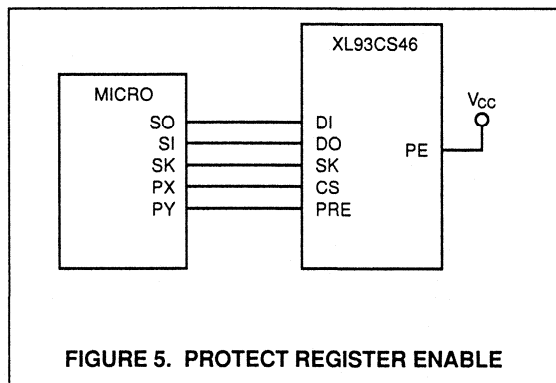 XL93CS46
MICRO
VCC
SO DI
SI DO
SK SK
PE
PX CS
PY PRE
FIGURE 5. PROTECT REGISTER ENABLE